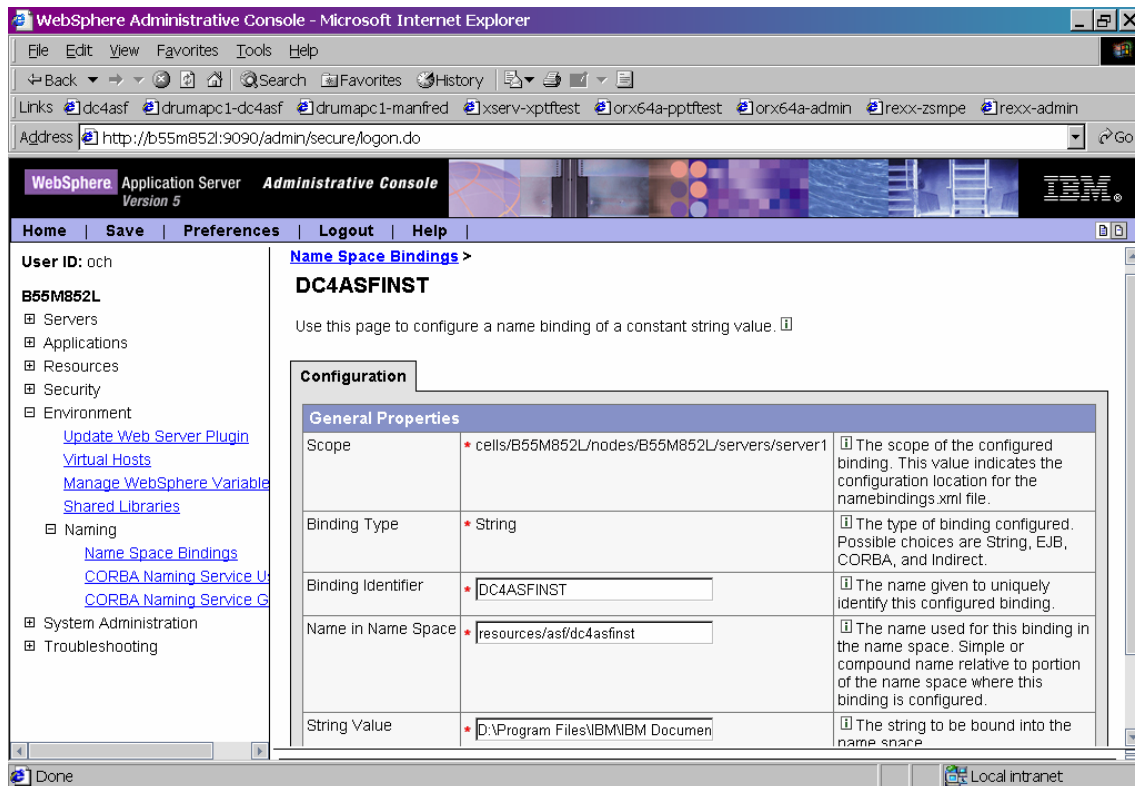 WebSphere Administrative Console - Microsoft Internet Explorer
File Edit View Favorites Tools Help
Back Search Favorites History
Links dc4asf drumapc1-dc4asf drumapc1-manfred xserv-xptftest orx64a-pptftest orx64a-admin rexx-zsmpe rexx-admin
Address http://b55m852l:9090/admin/secure/logon.do Go
WebSphere Application Server Administrative Console
Version 5
IBM
Home | Save | Preferences | Logout | Help |
User ID: och
B55M852L
Servers
Applications
Resources
Security
Environment
Update Web Server Plugin
Virtual Hosts
Manage WebSphere Variable
Shared Libraries
Naming
Name Space Bindings
CORBA Naming Service U
CORBA Naming Service G
System Administration
Troubleshooting
Name Space Bindings >
DC4ASFINST
Use this page to configure a name binding of a constant string value.
Configuration
General Properties
Scope
* cells/B55M852L/nodes/B55M852L/servers/server1
The scope of the configured
binding. This value indicates the
configuration location for the
namebindings.xml file.
Binding Type
* String
The type of binding configured.
Possible choices are String, EJB,
CORBA, and Indirect.
Binding Identifier
* DC4ASFINST
The name given to uniquely
identify this configured binding.
Name in Name Space
* resources/asf/dc4asfinst
The name used for this binding in
the name space. Simple or
compound name relative to portion
of the name space where this
binding is configured.
String Value
* D:\Program Files\IBM\IBM Documen
The string to be bound into the
name space.
Done
Local intranet